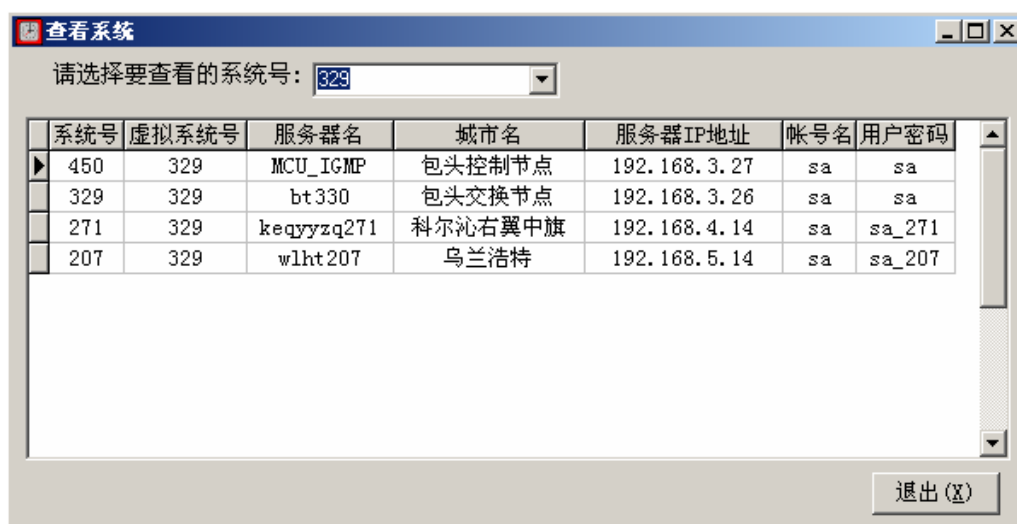 查看系统
请选择要查看的系统号: 329
系统号 虚拟系统号 服务器名 城市名 服务器IP地址 帐号名 用户密码
450 329 MCU_IGMP 包头控制节点 192.168.3.27 sa sa
329 329 bt330 包头交换节点 192.168.3.26 sa sa
271 329 keqyyzq271 科尔沁右翼中旗 192.168.4.14 sa sa_271
207 329 wlht207 乌兰浩特 192.168.5.14 sa sa_207
退出(X)